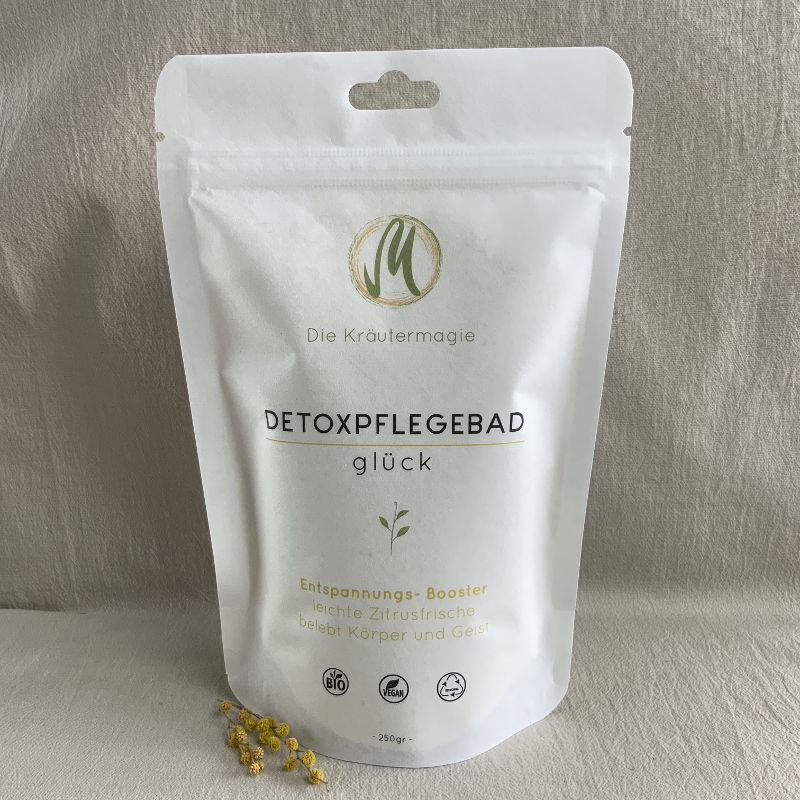 M
Die Kräutermagie
DETOXPFLEGEBAD
glück
Entspannungs- Booster
leichte Zitrusfrische
belebt Körper und Geist
BIO
VEGAN
- 250gr -